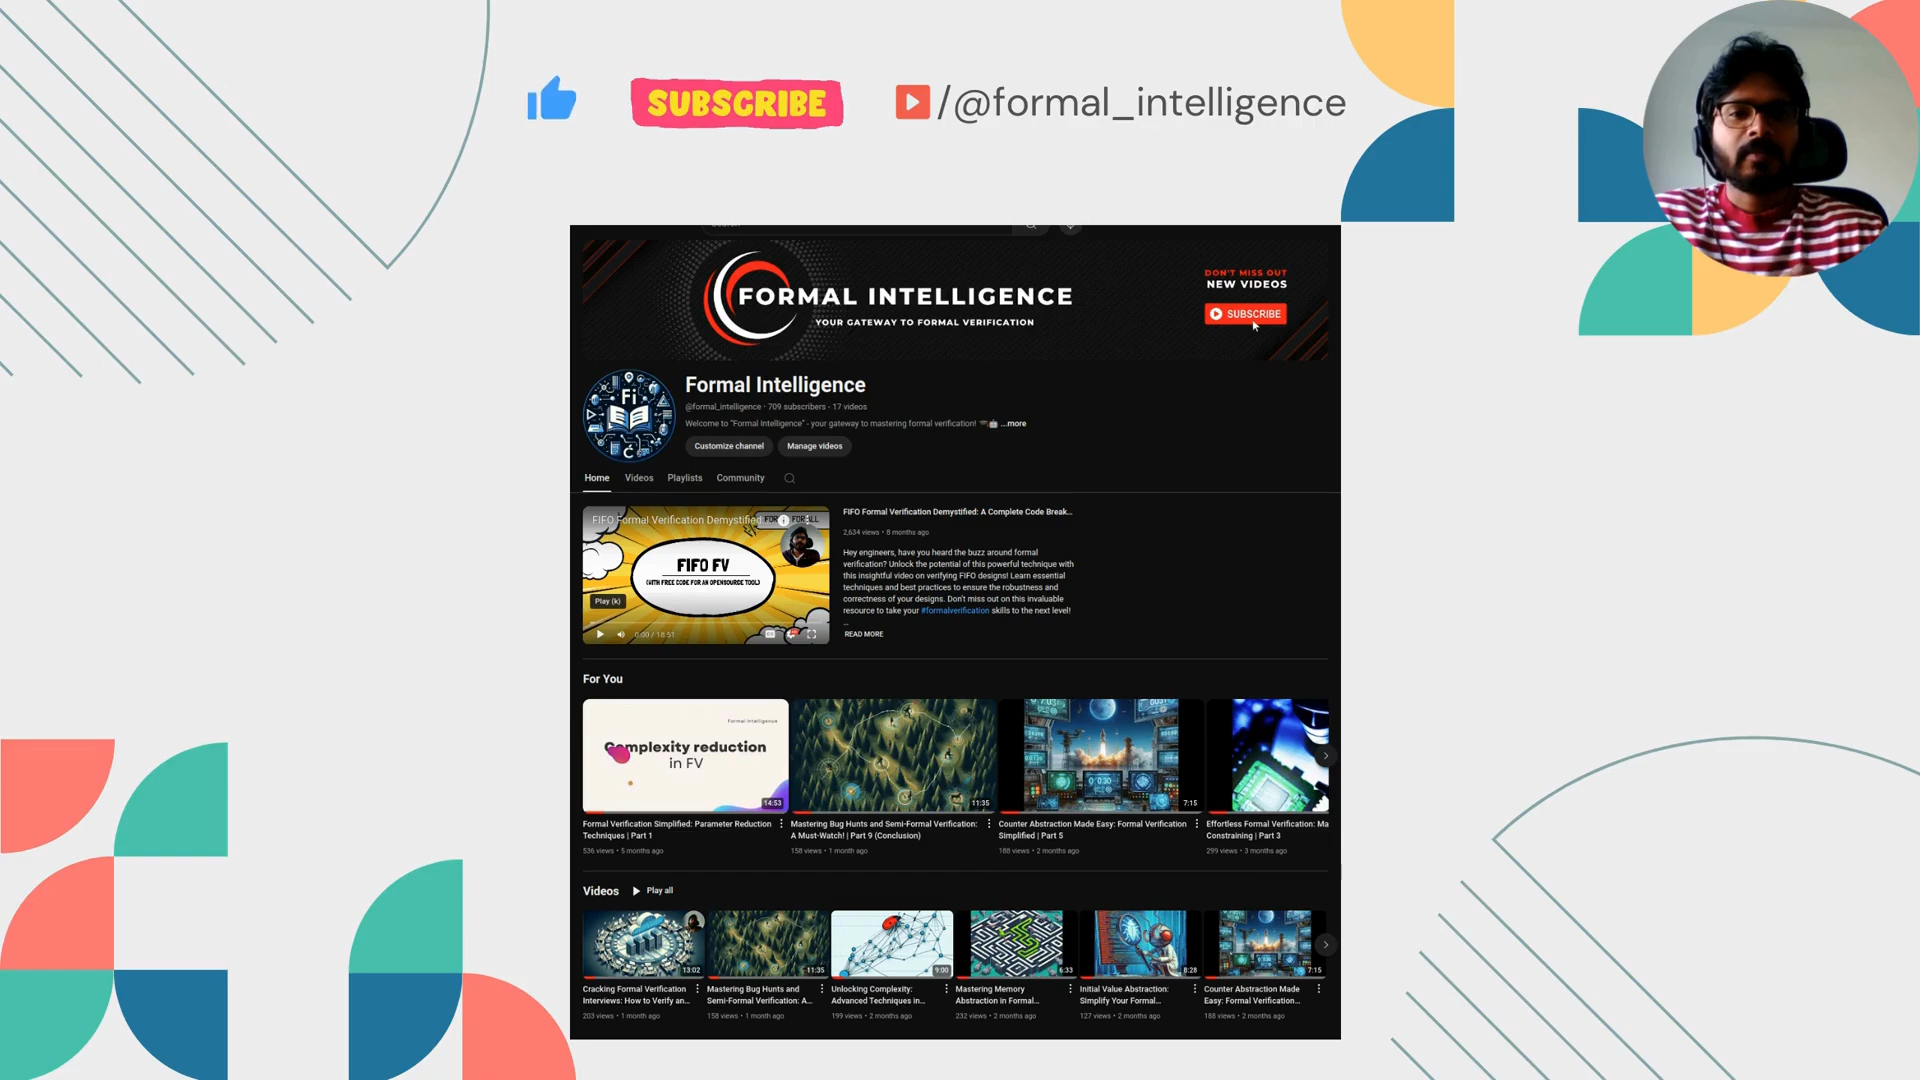 SUBSCRIBE
/@formal_intelligence
FORMAL INTELLIGENCE
YOUR GATEWAY TO FORMAL VERIFICATION
DON'T MISS OUT
NEW VIDEOS
SUBSCRIBE
Fi
Formal Intelligence
@formal_intelligence · 709 subscribers · 17 videos
Welcome to "Formal Intelligence" - your gateway to mastering formal verification! ...more
Customize channel
Manage videos
Home
Videos
Playlists
Community
FIFO Formal Verification Demystified:
FIFO FV
(WITH FREE CODE FOR AN OPENSOURCE TOOL)
Play (k)
0:00 / 18:51
FIFO Formal Verification Demystified: A Complete Code Break...
2,634 views • 8 months ago
Hey engineers, have you heard the buzz around formal
verification? Unlock the potential of this powerful technique with
this insightful video on verifying FIFO designs! Learn essential
techniques and best practices to ensure the robustness and
correctness of your designs. Don't miss out on this invaluable
resource to take your #formalverification skills to the next level!
...
READ MORE
For You
Formal Intelligence
Complexity reduction
in FV
14:53
11:35
7:15
Formal Verification Simplified: Parameter Reduction
Techniques | Part 1
536 views • 5 months ago
Mastering Bug Hunts and Semi-Formal Verification:
A Must-Watch! | Part 9 (Conclusion)
158 views • 1 month ago
Counter Abstraction Made Easy: Formal Verification
Simplified | Part 5
188 views • 2 months ago
Effortless Formal Verification: Ma
Constraining | Part 3
299 views • 3 months ago
Videos
Play all
13:02
11:35
9:00
6:33
8:28
7:15
Cracking Formal Verification
Interviews: How to Verify an...
203 views • 1 month ago
Mastering Bug Hunts and
Semi-Formal Verification: A...
158 views • 1 month ago
Unlocking Complexity:
Advanced Techniques in...
199 views • 2 months ago
Mastering Memory
Abstraction in Formal...
232 views • 2 months ago
Initial Value Abstraction:
Simplify Your Formal...
127 views • 2 months ago
Counter Abstraction Made
Easy: Formal Verification...
188 views • 2 months ago